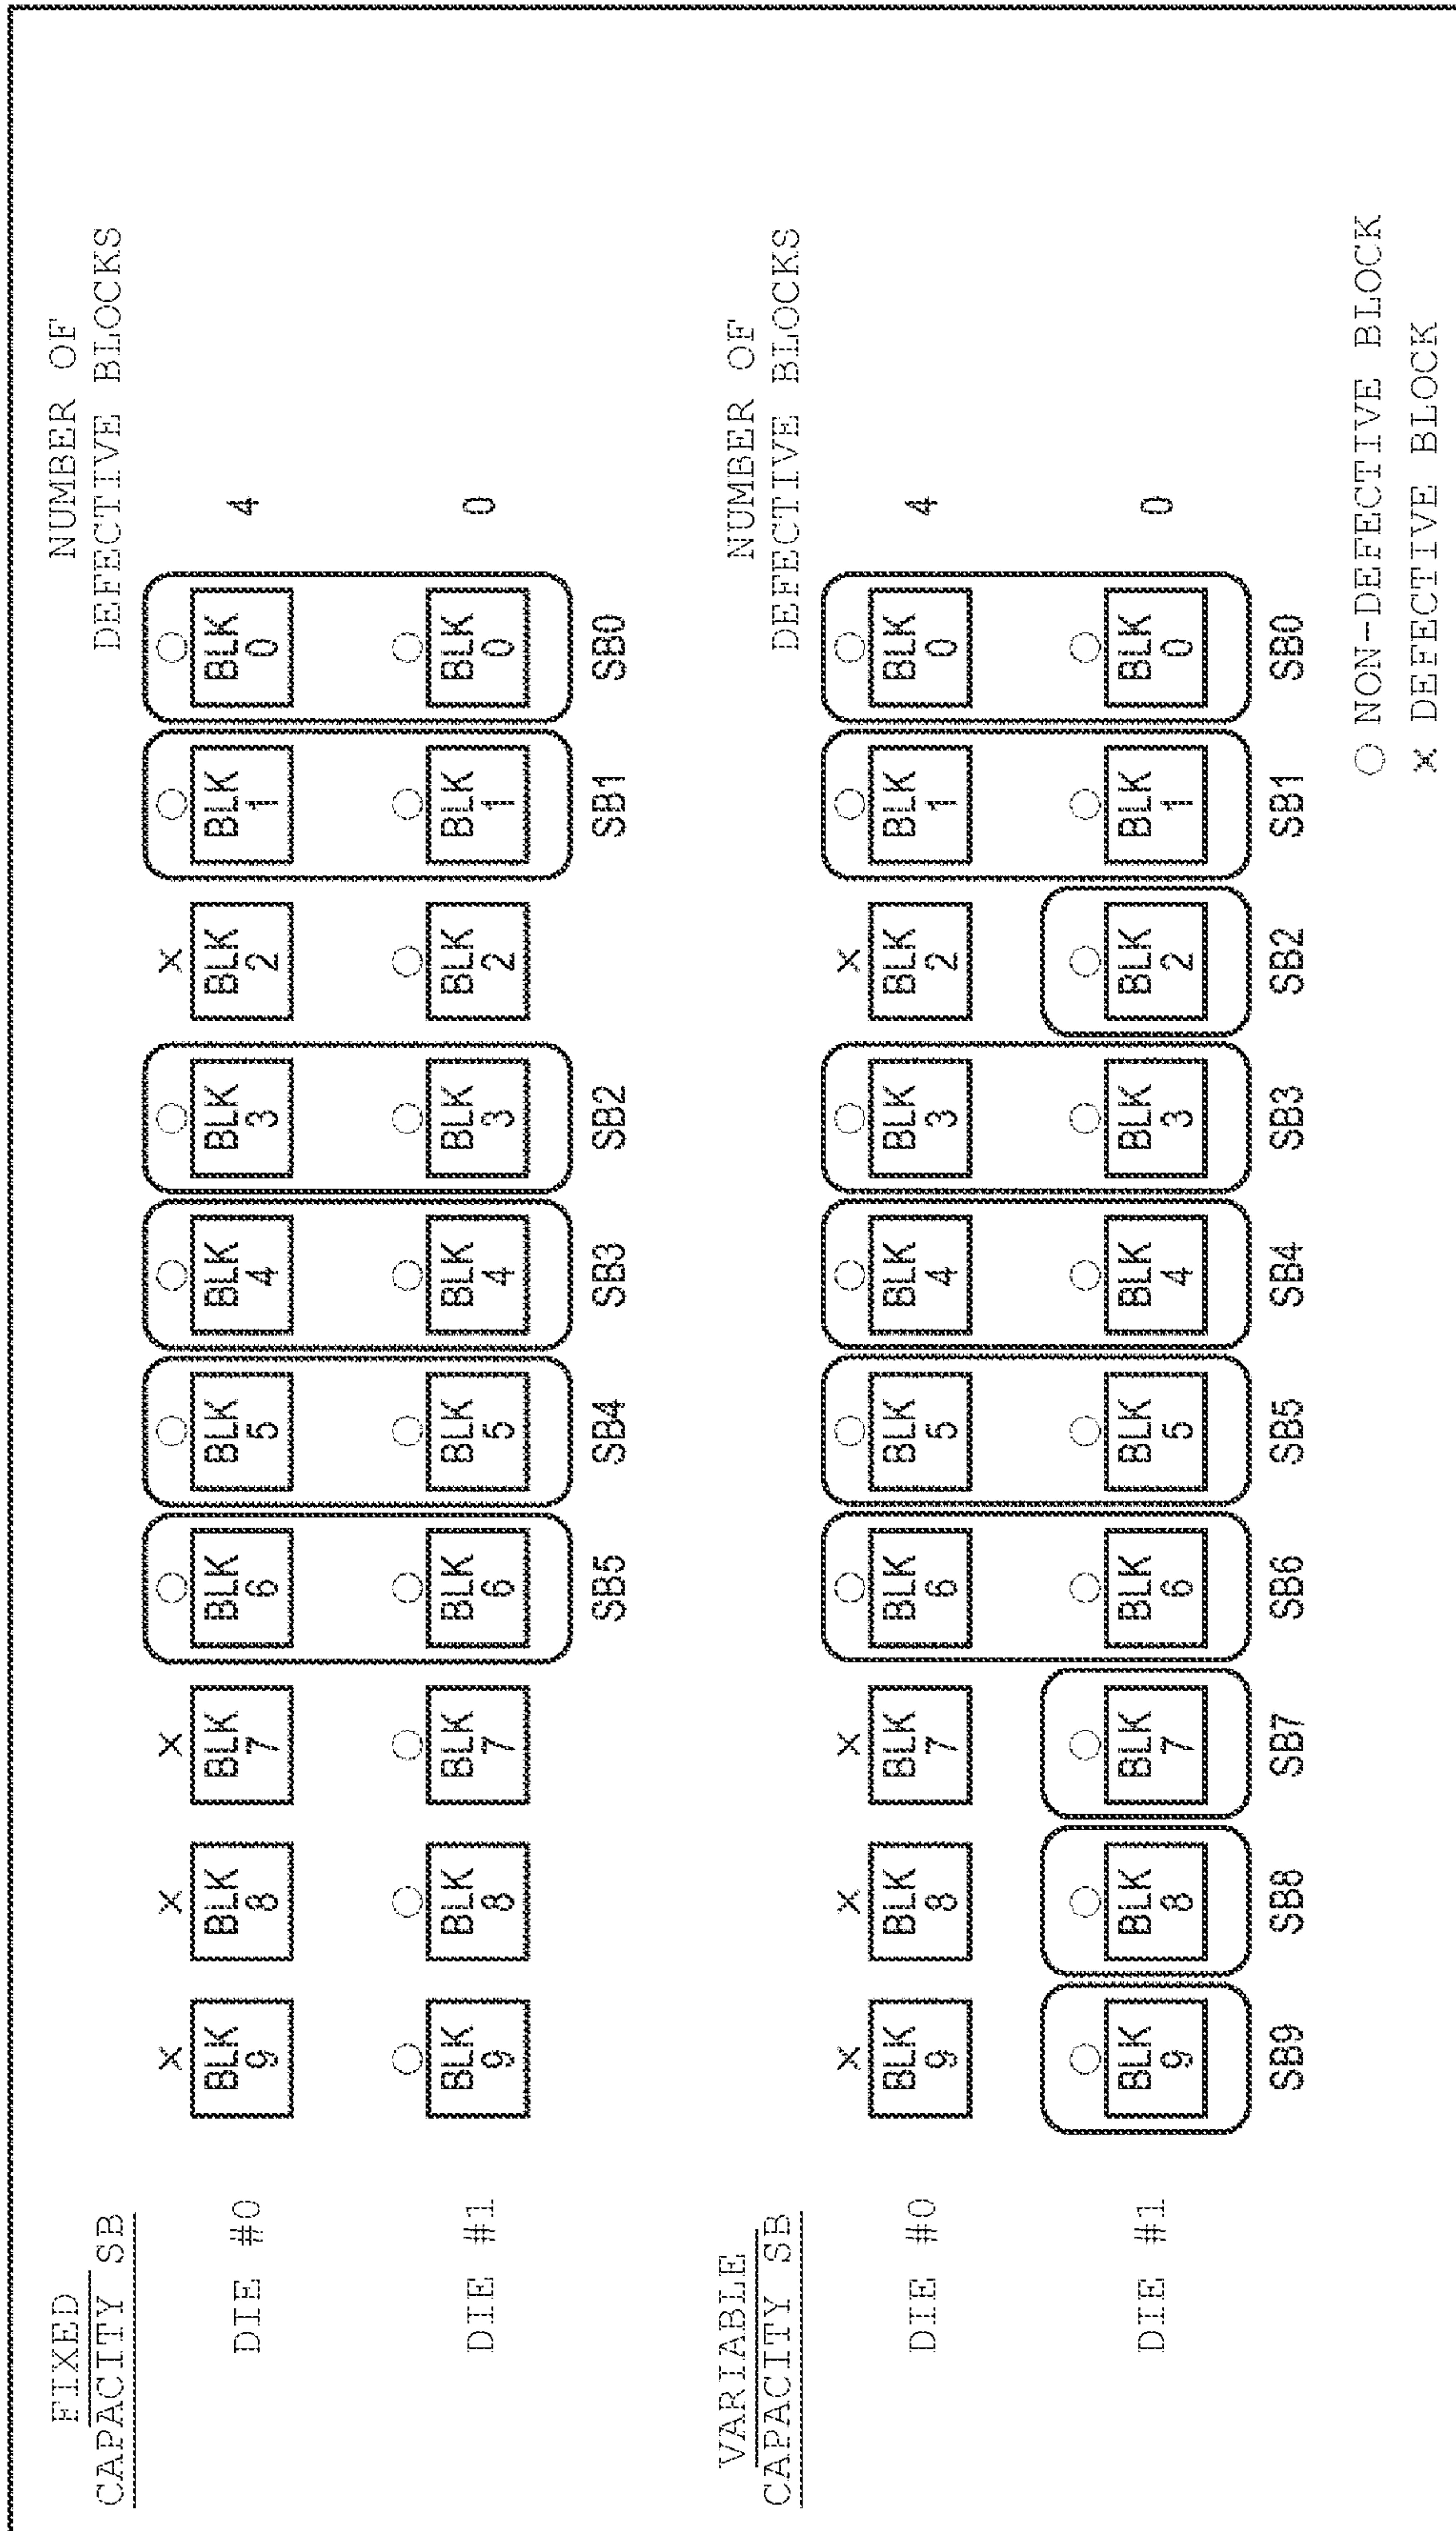 FIXED
CAPACITY SB
NUMBER OF
DEFECTIVE BLOCKS
DIE #0
× × × ×
BLK BLK BLK BLK BLK BLK BLK BLK BLK BLK
9 8 7 6 5 4 3 2 1 0
4
DIE #1
BLK BLK BLK BLK BLK BLK BLK BLK BLK BLK
9 8 7 6 5 4 3 2 1 0
0
SB5 SB4 SB3 SB2 SB1 SB0
VARIABLE
CAPACITY SB
NUMBER OF
DEFECTIVE BLOCKS
DIE #0
× × × ×
BLK BLK BLK BLK BLK BLK BLK BLK BLK BLK
9 8 7 6 5 4 3 2 1 0
4
DIE #1
BLK BLK BLK BLK BLK BLK BLK BLK BLK BLK
9 8 7 6 5 4 3 2 1 0
0
SB9 SB8 SB7 SB6 SB5 SB4 SB3 SB2 SB1 SB0
○ NON-DEFECTIVE BLOCK
× DEFECTIVE BLOCK